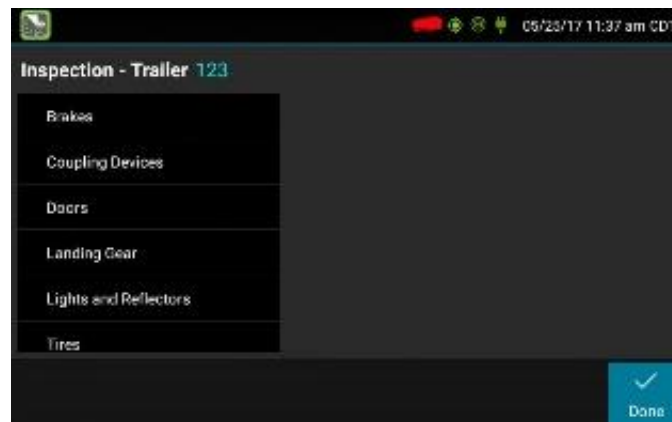 05/25/17 11:37 am CDT
Inspection - Trailer 123
Brakes
Coupling Devices
Doors
Landing Gear
Lights and Reflectors
Tires
Done